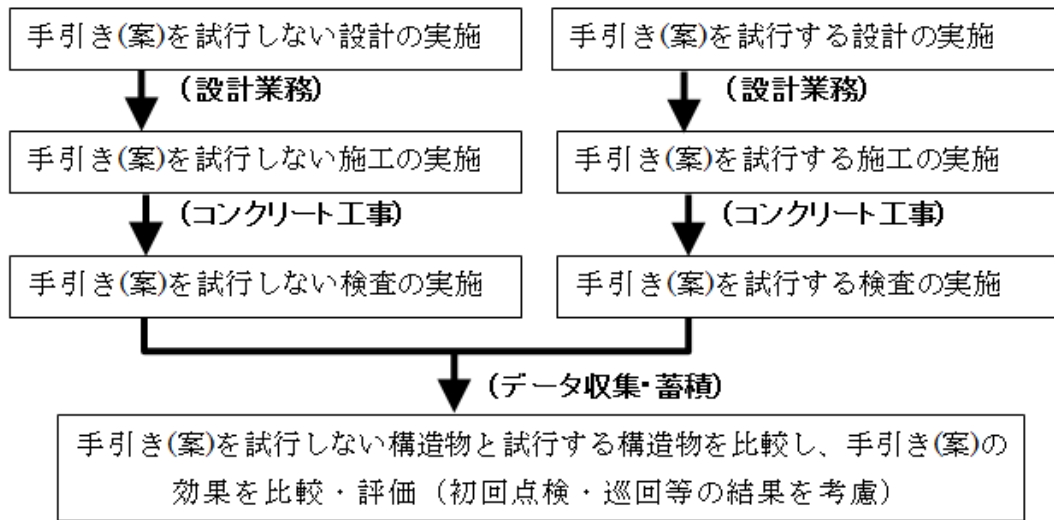 手引き(案)を試行しない設計の実施
手引き(案)を試行する設計の実施
(設計業務)
(設計業務)
手引き(案)を試行しない施工の実施
手引き(案)を試行する施工の実施
(コンクリート工事)
(コンクリート工事)
手引き(案)を試行しない検査の実施
手引き(案)を試行する検査の実施
(データ収集・蓄積)
手引き(案)を試行しない構造物と試行する構造物を比較し、手引き(案)の
効果を比較・評価（初回点検・巡回等の結果を考慮）